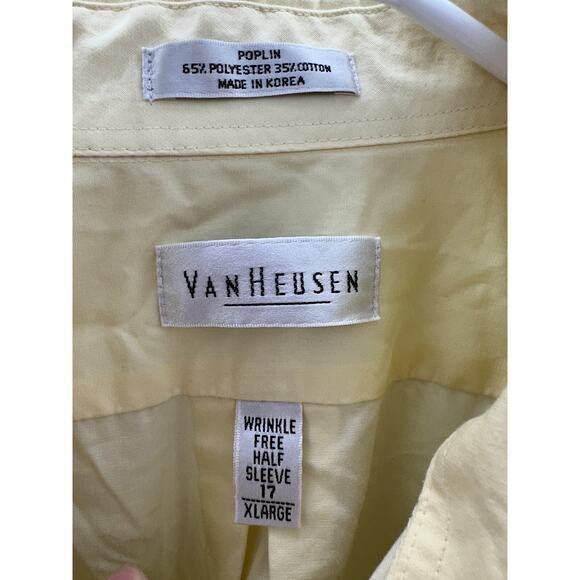 POPLIN
65% POLYESTER 35% COTTON
MADE IN KOREA
VANHEUSEN
WRINKLE
FREE
HALF
SLEEVE
17
XLARGE